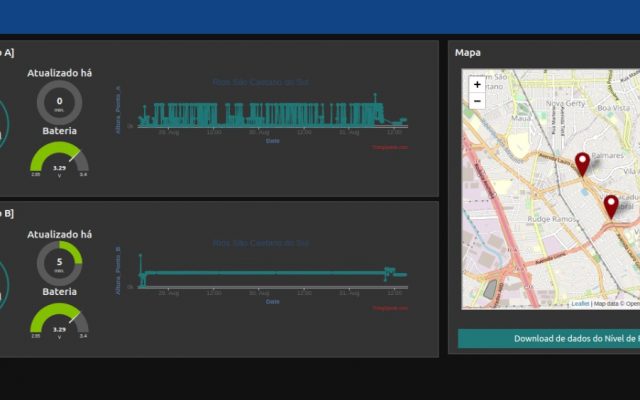 o A]
Atualizado há
0
min.
Bateria
3.29
2.85 V 3.4
Rios São Caetano do Sul
Altura_Ponto_A
0k
12:00
30. Aug
12:00
31. Aug
12:00
Date
ThingSpeak.com
o B]
Atualizado há
5
min.
Bateria
3.29
2.85 V 3.4
Rios São Caetano do Sul
Altura_Ponto_B
0k
12:00
30. Aug
12:00
31. Aug
12:00
Date
ThingSpeak.com
Mapa
+
−
Nova Gerty
Boa Vista
Mauá
Palmares
Vila A
Rudge Ramos
Leaflet | Map data © Open
Download de dados do Nível de R